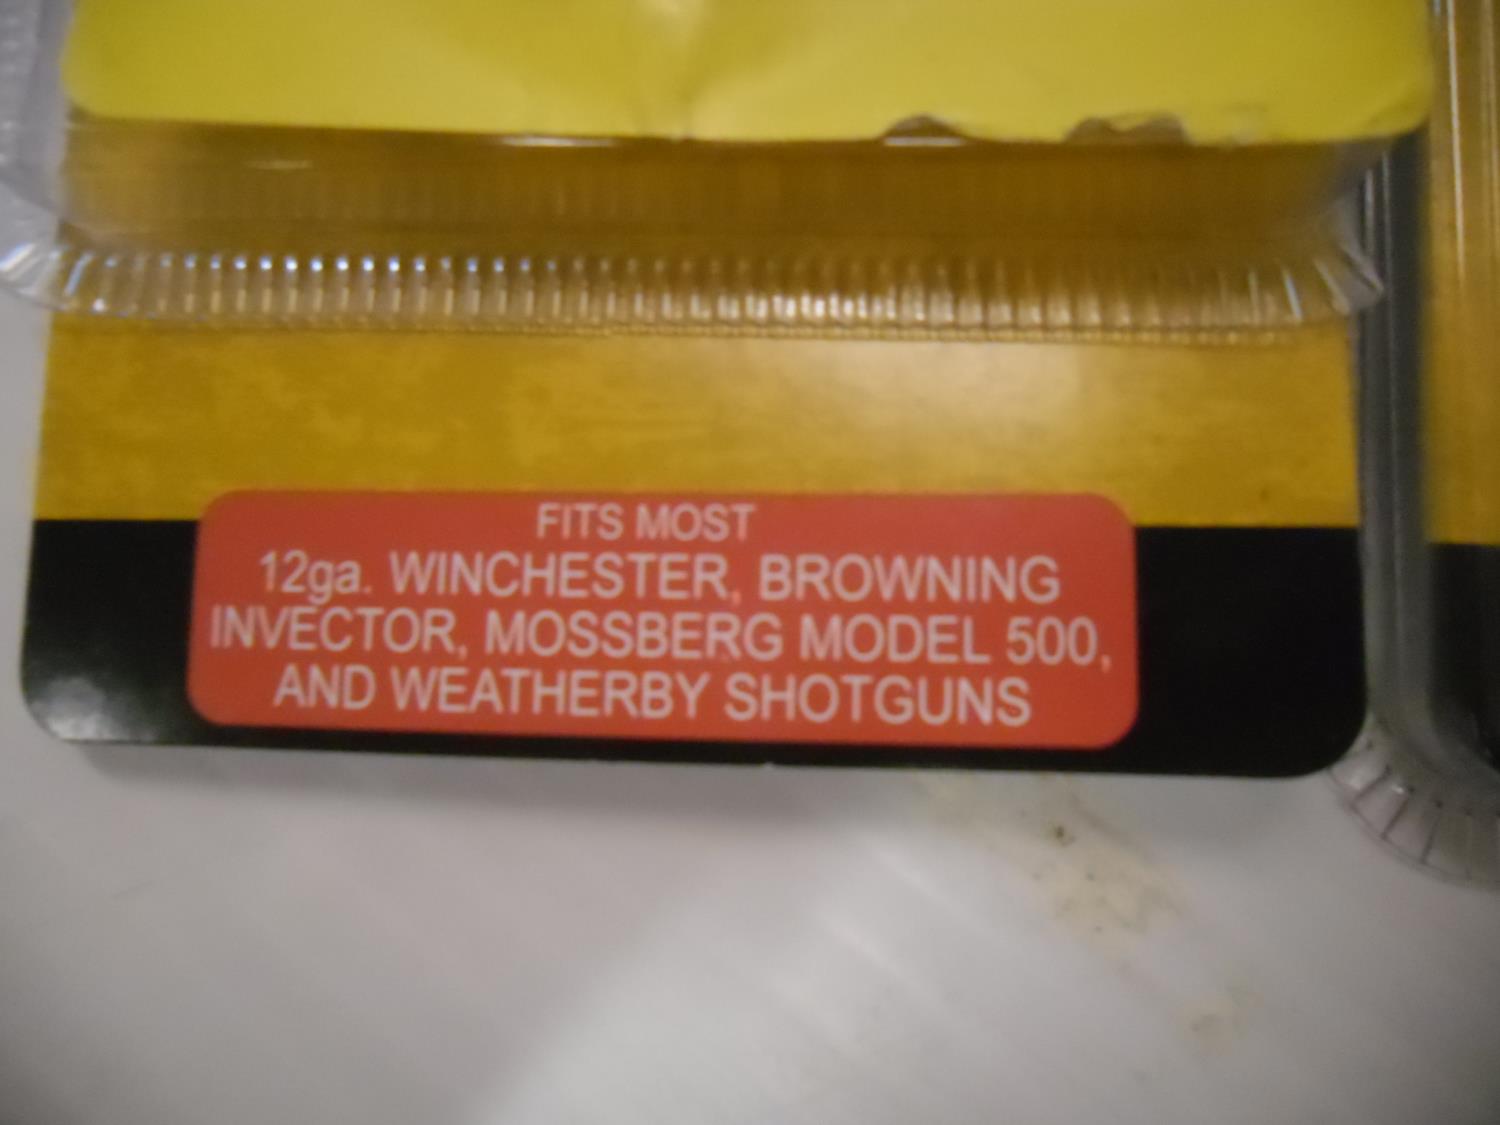 FITS MOST
12ga. WINCHESTER, BROWNING
INVECTOR, MOSSBERG MODEL 500,
AND WEATHERBY SHOTGUNS